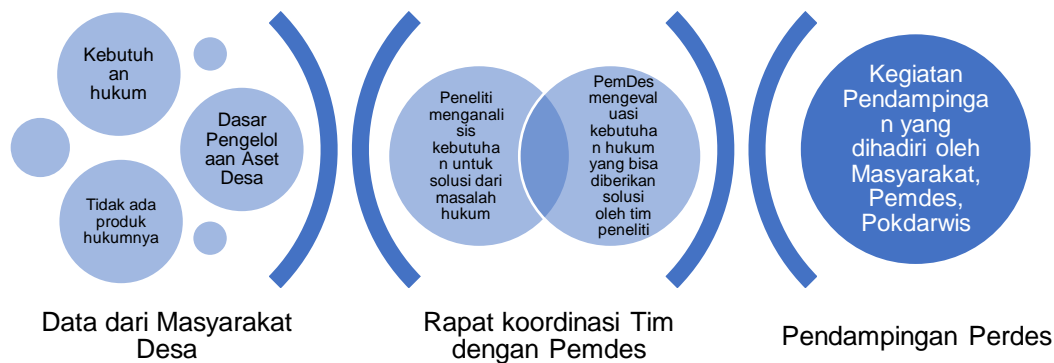 Kebutuh
an
hukum
Dasar
Pengelol
aan Aset
Desa
Tidak ada
produk
hukumnya
Data dari Masyarakat
Desa
Peneliti
menganali
sis
kebutuha
n untuk
solusi dari
masalah
hukum
PemDes
mengeval
uasi
kebutuha
n hukum
yang bisa
diberikan
solusi
oleh tim
peneliti
Rapat koordinasi Tim
dengan Pemdes
Kegiatan
Pendampinga
n yang
dihadiri oleh
Masyarakat,
Pemdes,
Pokdarwis
Pendampingan Perdes